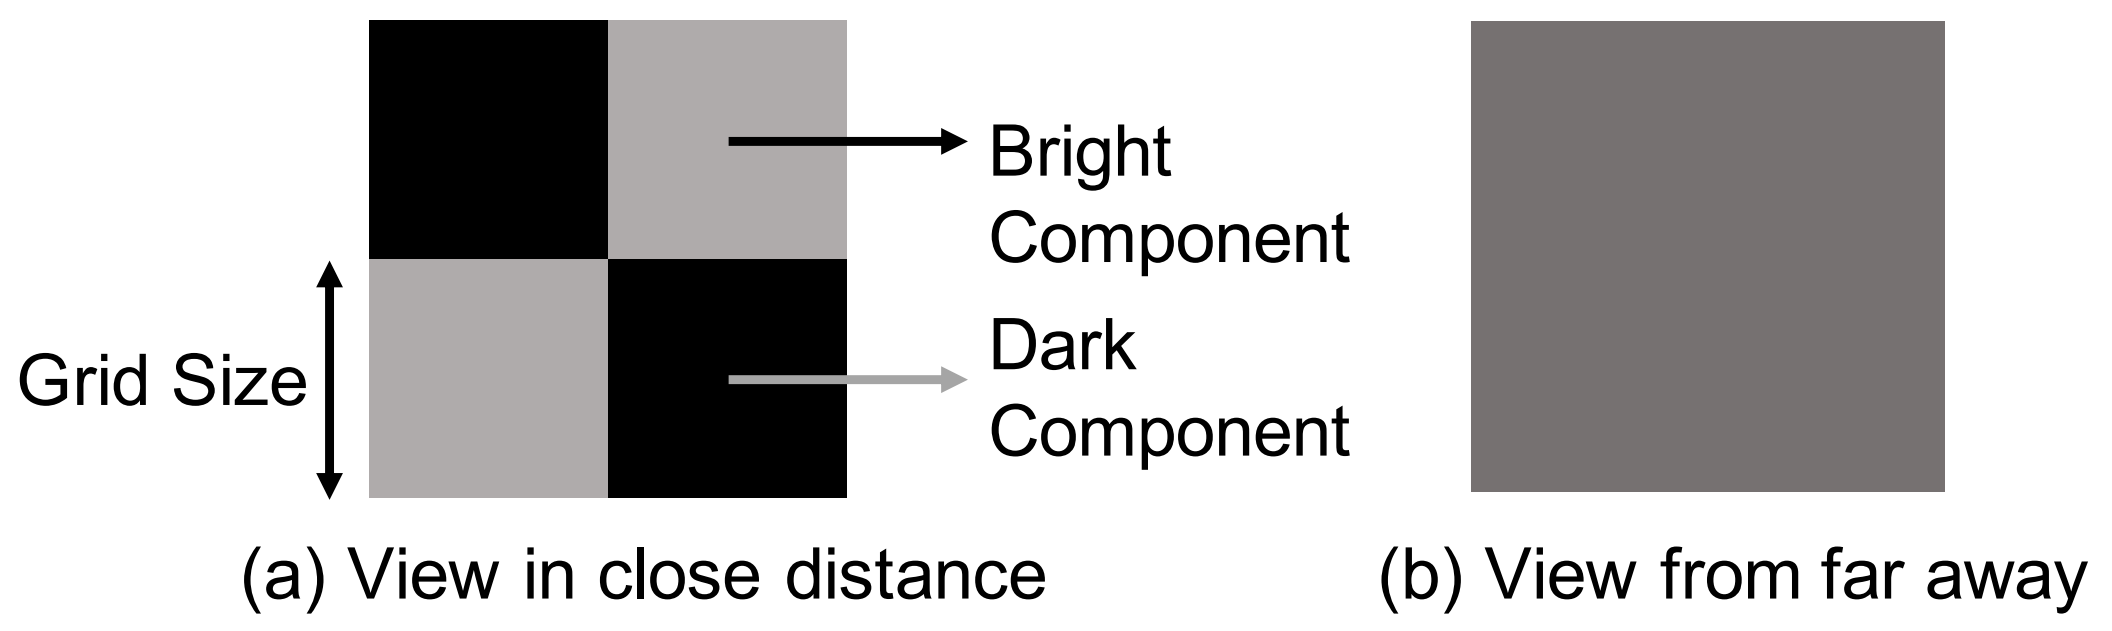 Bright
Component
Dark
Component
Grid Size
(a) View in close distance
(b) View from far away